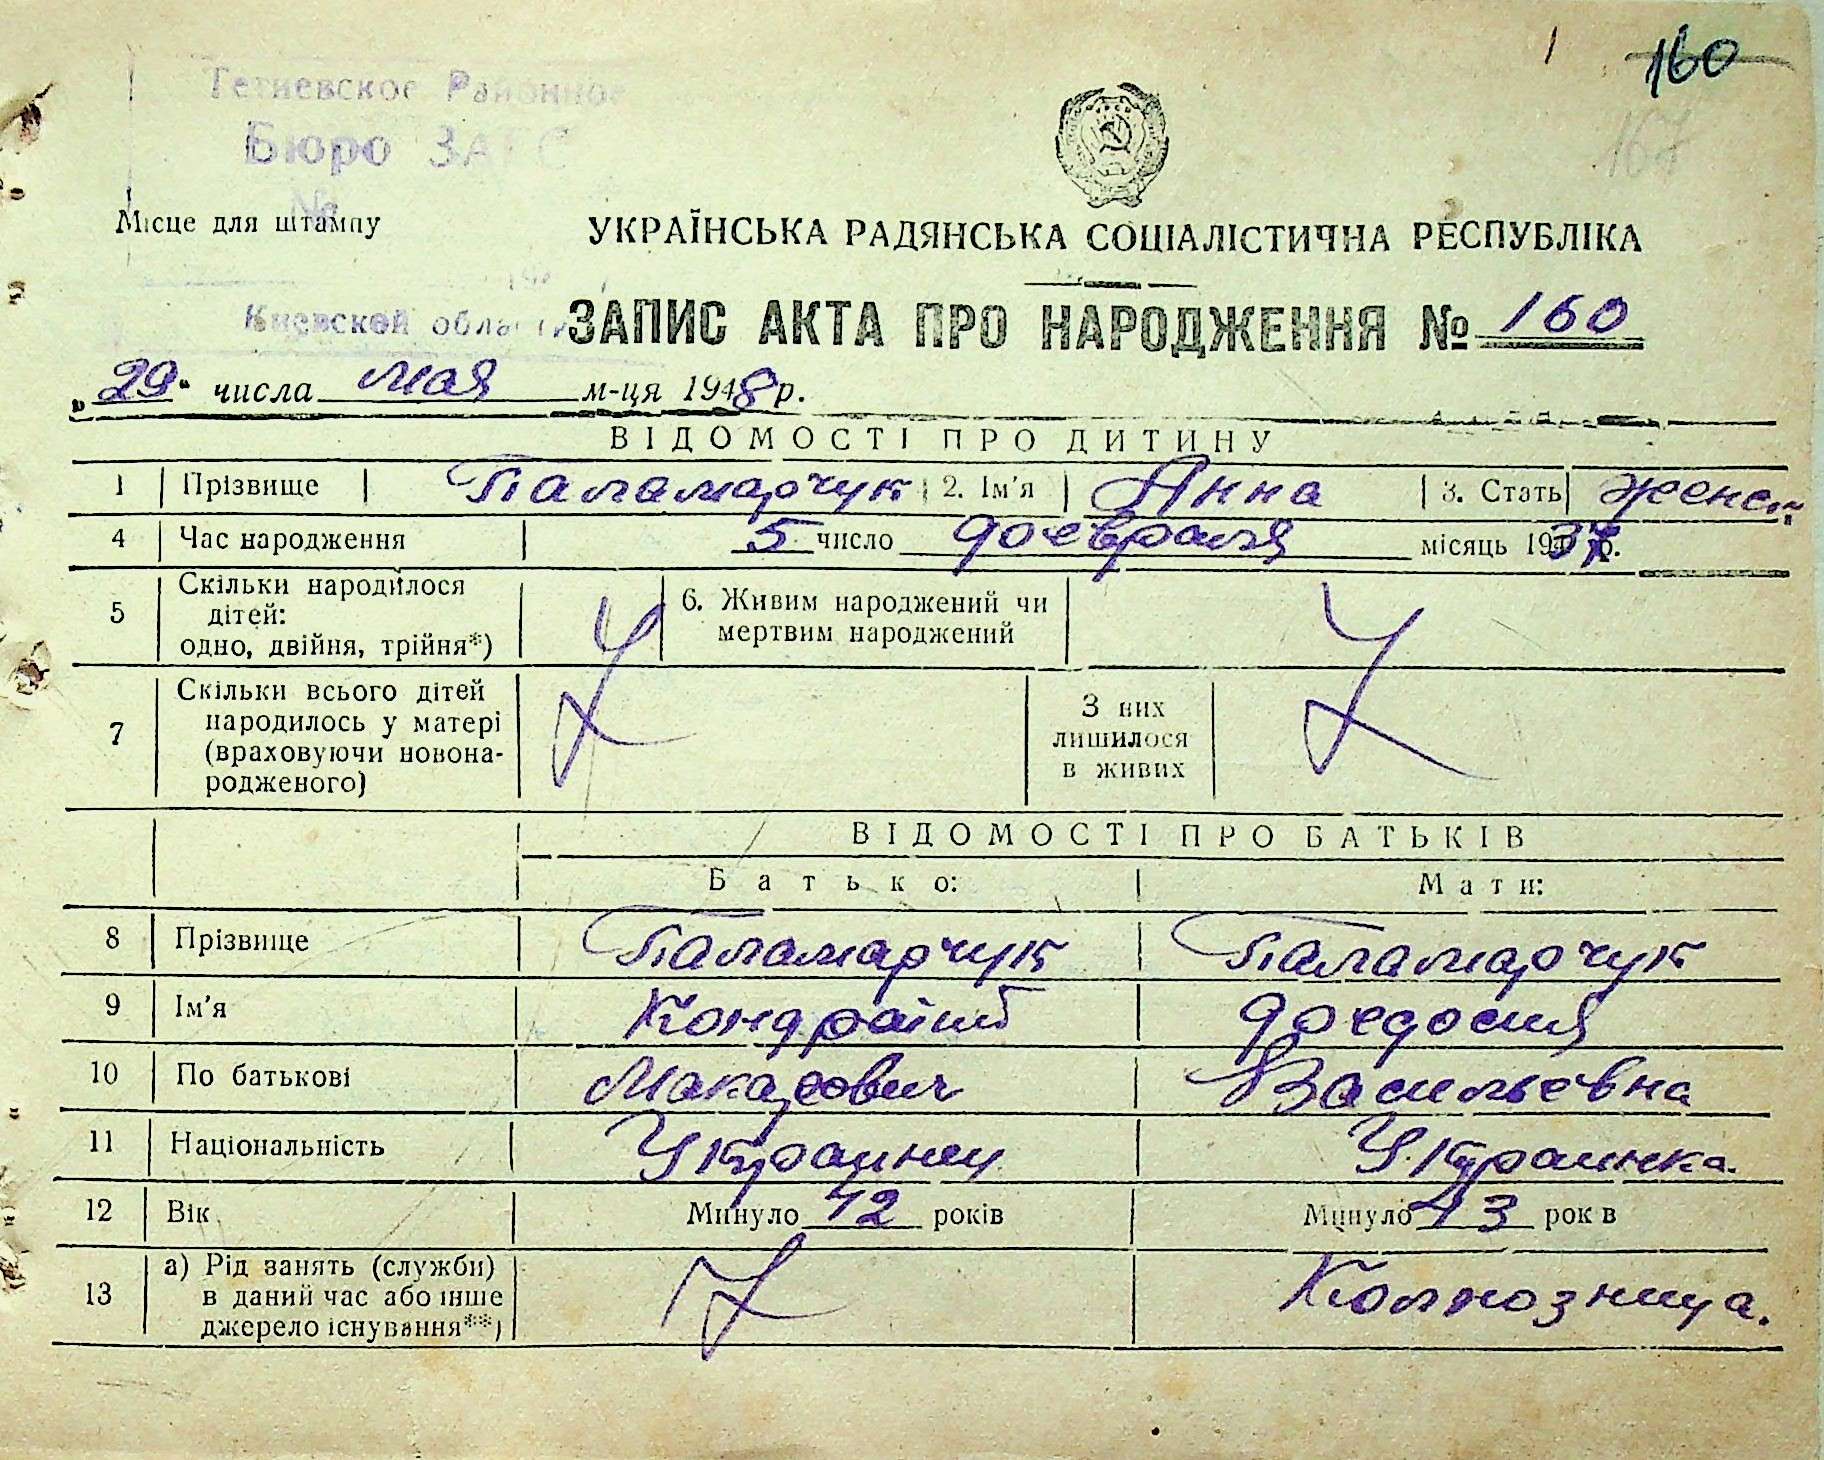 160
167
Тетиевское Районное
Бюро ЗАГС
№
Місце для штампу
УКРАЇНСЬКА РАДЯНСЬКА СОЦІАЛІСТИЧНА РЕСПУБЛІКА
Киевской области
ЗАПИС АКТА ПРО НАРОДЖЕННЯ № 160
„29“ числа мая м-ця 1948 р.
ВІДОМОСТІ ПРО ДИТИНУ
1 Прізвище Паламарчук 2. Ім'я Анна 3. Стать женск
4 Час народження 5 число февраля місяць 1937 р.
5 Скільки народилося дітей: одно, двійня, трійня*)
6. Живим народжений чи мертвим народжений
7 Скільки всього дітей народилось у матері (враховуючи новона-родженого)
З них лишилося в живих
ВІДОМОСТІ ПРО БАТЬКІВ
Батько: Мати:
8 Прізвище Паламарчук Паламарчук
9 Ім'я Кондратий Федосия
10 По батькові Макарович Васильевна
11 Національність Украинец Украинка.
12 Вік Минуло 42 років Минуло 43 років
13 а) Рід занять (служби) в даний час або інше джерело існування**) Колхозница.